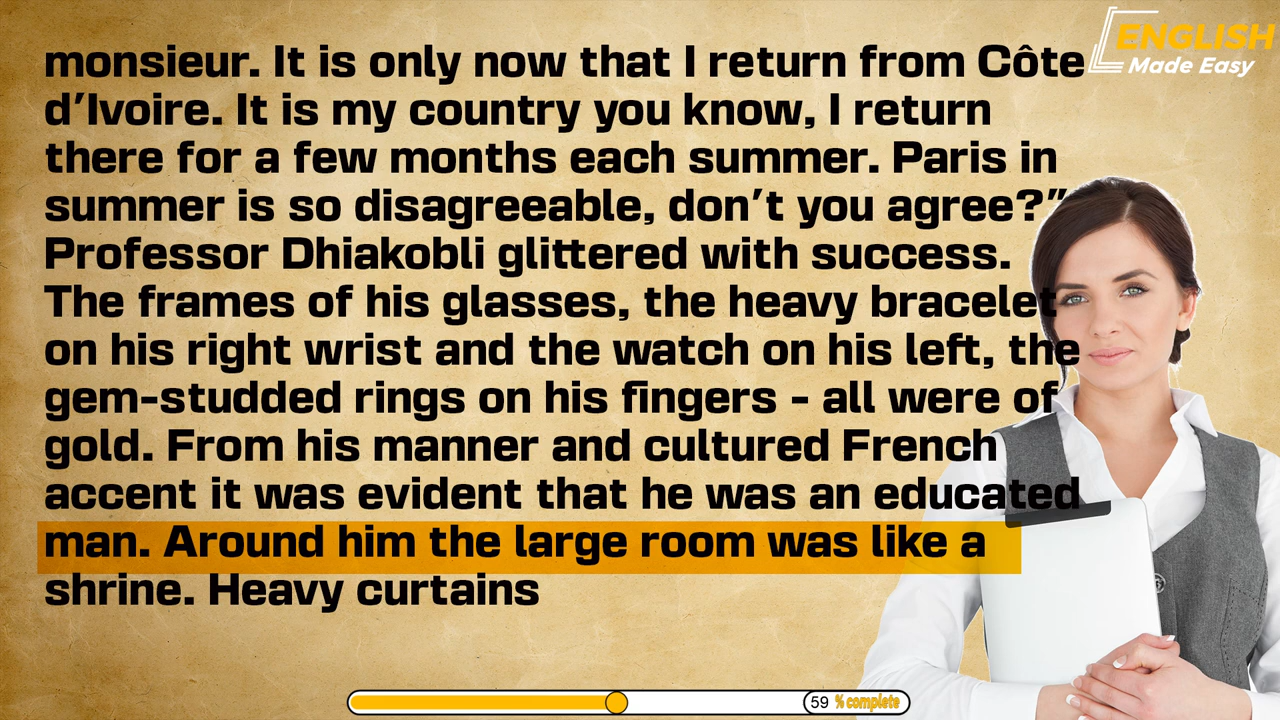 monsieur. It is only now that I return from Côte
d’Ivoire. It is my country you know, I return
there for a few months each summer. Paris in
summer is so disagreeable, don’t you agree?”
Professor Dhiakobli glittered with success.
The frames of his glasses, the heavy bracelet
on his right wrist and the watch on his left, the
gem-studded rings on his fingers - all were of
gold. From his manner and cultured French
accent it was evident that he was an educated
man. Around him the large room was like a
shrine. Heavy curtains
ENGLISH
Made Easy
59 % complete